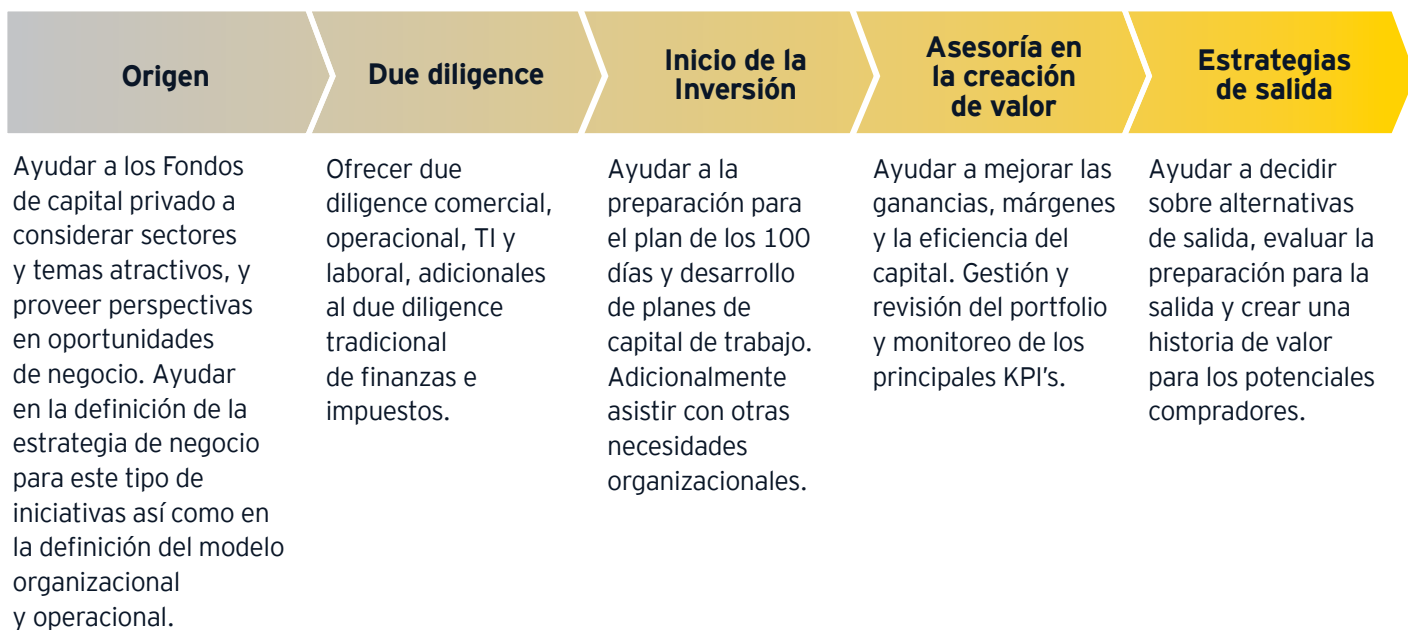 Origen
Due diligence
Inicio de la
Inversión
Asesoría en
la creación
de valor
Estrategias
de salida
Ayudar a los Fondos
de capital privado a
considerar sectores
y temas atractivos, y
proveer perspectivas
en oportunidades
de negocio. Ayudar
en la definición de la
estrategia de negocio
para este tipo de
iniciativas así como en
la definición del modelo
organizacional
y operacional.
Ofrecer due
diligence comercial,
operacional, TI y
laboral, adicionales
al due diligence
tradicional
de finanzas e
impuestos.
Ayudar a la
preparación para
el plan de los 100
días y desarrollo
de planes de
capital de trabajo.
Adicionalmente
asistir con otras
necesidades
organizacionales.
Ayudar a mejorar las
ganancias, márgenes
y la eficiencia del
capital. Gestión y
revisión del portfolio
y monitoreo de los
principales KPI's.
Ayudar a decidir
sobre alternativas
de salida, evaluar la
preparación para la
salida y crear una
historia de valor
para los potenciales
compradores.